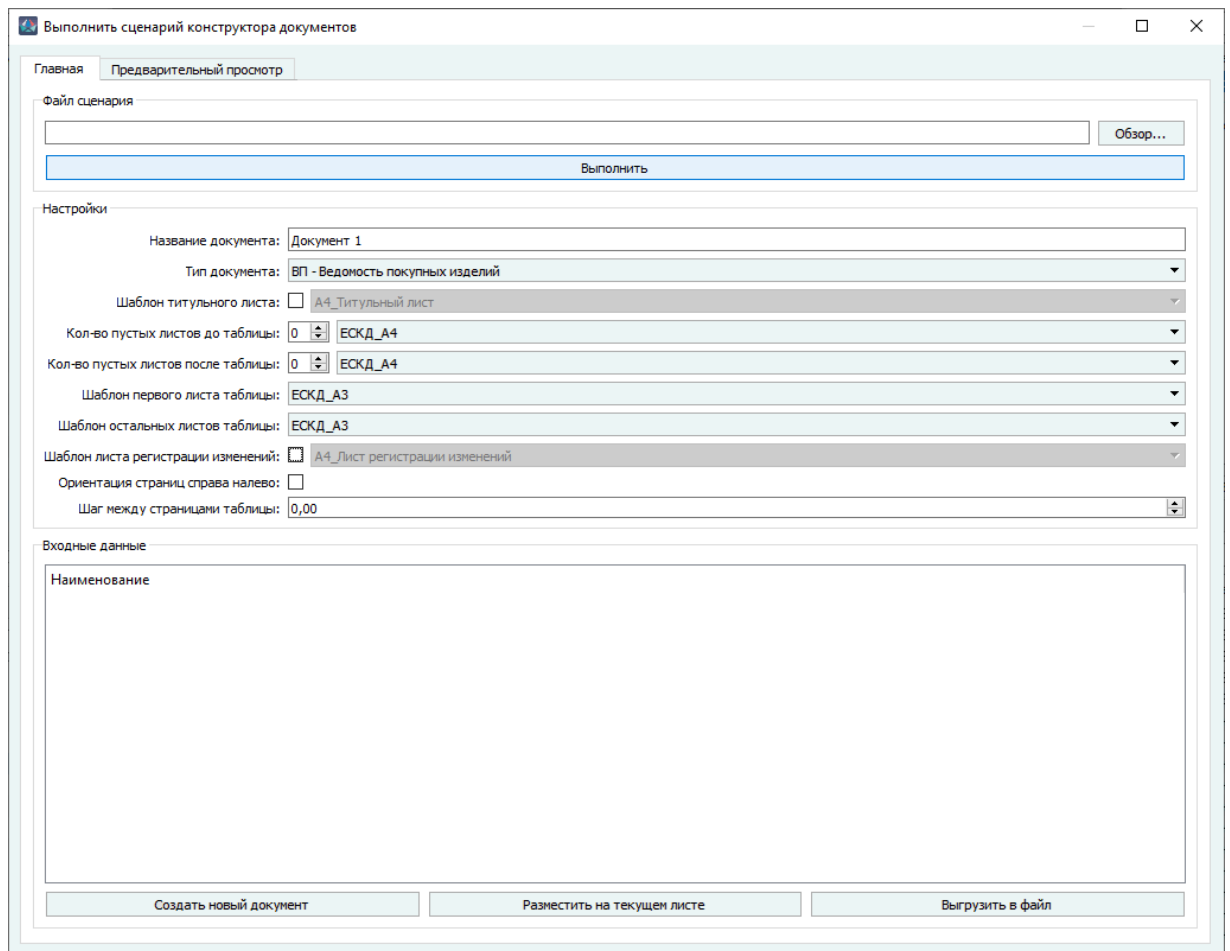 Выполнить сценарий конструктора документов
Главная Предварительный просмотр
Файл сценария
Обзор...
Выполнить
Настройки
Название документа: Документ 1
Тип документа: ВП - Ведомость покупных изделий
Шаблон титульного листа: А4_Титульный лист
Кол-во пустых листов до таблицы: 0 ЕСКД_А4
Кол-во пустых листов после таблицы: 0 ЕСКД_А4
Шаблон первого листа таблицы: ЕСКД_А3
Шаблон остальных листов таблицы: ЕСКД_А3
Шаблон листа регистрации изменений: А4_Лист регистрации изменений
Ориентация страниц справа налево:
Шаг между страницами таблицы: 0,00
Входные данные
Наименование
Создать новый документ Разместить на текущем листе Выгрузить в файл